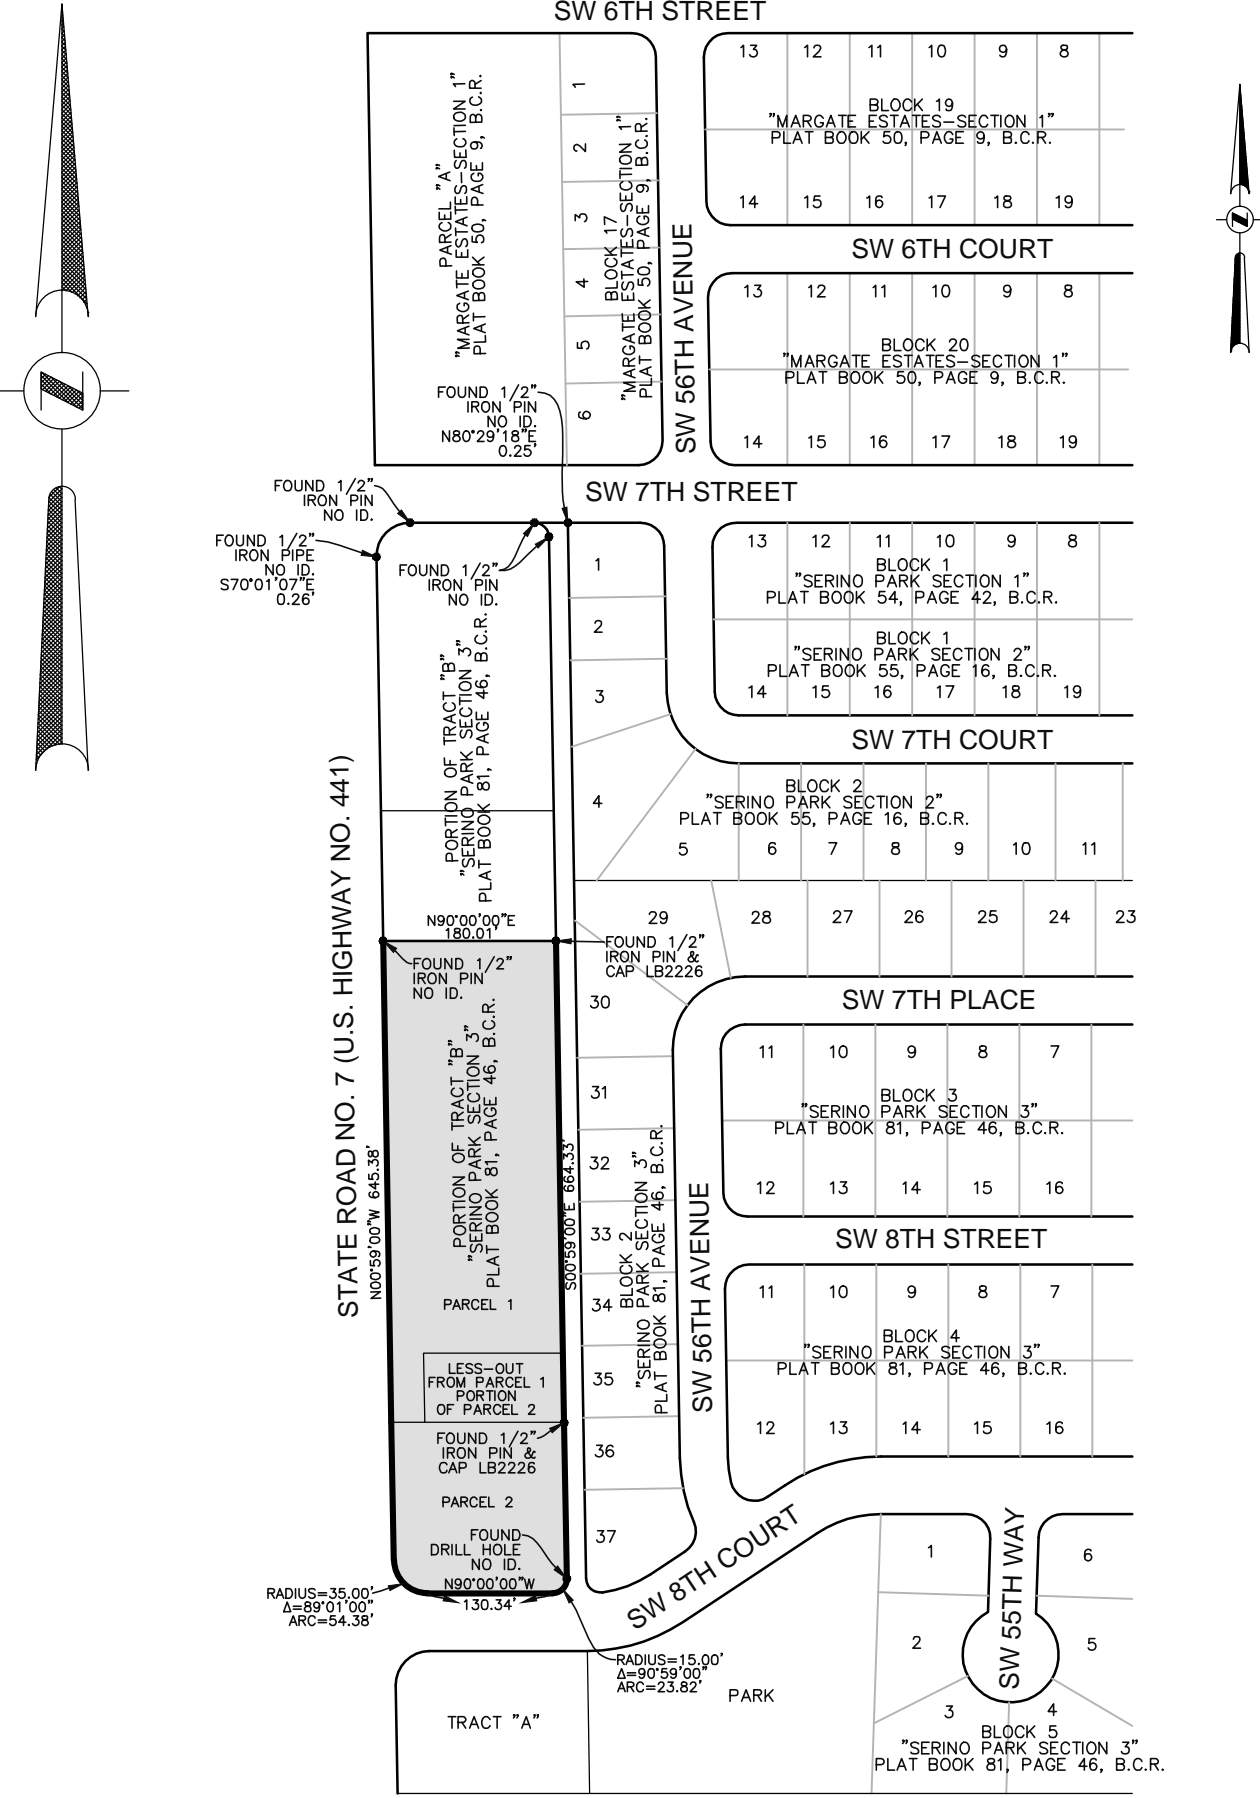 SW 6TH STREET
PARCEL "A"
"MARGATE ESTATES-SECTION 1"
PLAT BOOK 50, PAGE 9, B.C.R.
1
2
3
4
5
6
BLOCK 17
"MARGATE ESTATES-SECTION 1"
PLAT BOOK 50, PAGE 9, B.C.R.
SW 56TH AVENUE
13 12 11 10 9 8
BLOCK 19
"MARGATE ESTATES-SECTION 1"
PLAT BOOK 50, PAGE 9, B.C.R.
14 15 16 17 18 19
SW 6TH COURT
13 12 11 10 9 8
BLOCK 20
"MARGATE ESTATES-SECTION 1"
PLAT BOOK 50, PAGE 9, B.C.R.
14 15 16 17 18 19
N
N
FOUND 1/2"
IRON PIN
NO ID.
N80°29'18"E
0.25'
SW 7TH STREET
FOUND 1/2"
IRON PIN
NO ID.
FOUND 1/2"
IRON PIPE
NO ID.
S70°01'07"E
0.26'
FOUND 1/2"
IRON PIN
NO ID.
PORTION OF TRACT "B"
"SERINO PARK SECTION 3"
PLAT BOOK 81, PAGE 46, B.C.R.
1
2
3
4
13 12 11 10 9 8
BLOCK 1
"SERINO PARK SECTION 1"
PLAT BOOK 54, PAGE 42, B.C.R.
BLOCK 1
"SERINO PARK SECTION 2"
PLAT BOOK 55, PAGE 16, B.C.R.
14 15 16 17 18 19
SW 7TH COURT
BLOCK 2
"SERINO PARK SECTION 2"
PLAT BOOK 55, PAGE 16, B.C.R.
5 6 7 8 9 10 11
29 28 27 26 25 24 23
STATE ROAD NO. 7 (U.S. HIGHWAY NO. 441)
N90°00'00"E
180.01'
FOUND 1/2"
IRON PIN &
CAP LB2226
FOUND 1/2"
IRON PIN
NO ID.
PORTION OF TRACT "B"
"SERINO PARK SECTION 3"
PLAT BOOK 81, PAGE 46, B.C.R.
N00°59'00"W 645.38'
S00°59'00"E 664.33'
30
31
32
33
34
35
36
37
BLOCK 2
"SERINO PARK SECTION 3"
PLAT BOOK 81, PAGE 46, B.C.R.
SW 56TH AVENUE
SW 7TH PLACE
11 10 9 8 7
BLOCK 3
"SERINO PARK SECTION 3"
PLAT BOOK 81, PAGE 46, B.C.R.
12 13 14 15 16
SW 8TH STREET
11 10 9 8 7
BLOCK 4
"SERINO PARK SECTION 3"
PLAT BOOK 81, PAGE 46, B.C.R.
12 13 14 15 16
PARCEL 1
LESS-OUT
FROM PARCEL 1
PORTION
OF PARCEL 2
FOUND 1/2"
IRON PIN &
CAP LB2226
PARCEL 2
FOUND
DRILL HOLE
NO ID.
N90°00'00"W
130.34'
RADIUS=35.00'
Δ=89°01'00"
ARC=54.38'
RADIUS=15.00'
Δ=90°59'00"
ARC=23.82'
SW 8TH COURT
SW 55TH WAY
1
2
3
4
5
6
BLOCK 5
"SERINO PARK SECTION 3"
PLAT BOOK 81, PAGE 46, B.C.R.
PARK
TRACT "A"